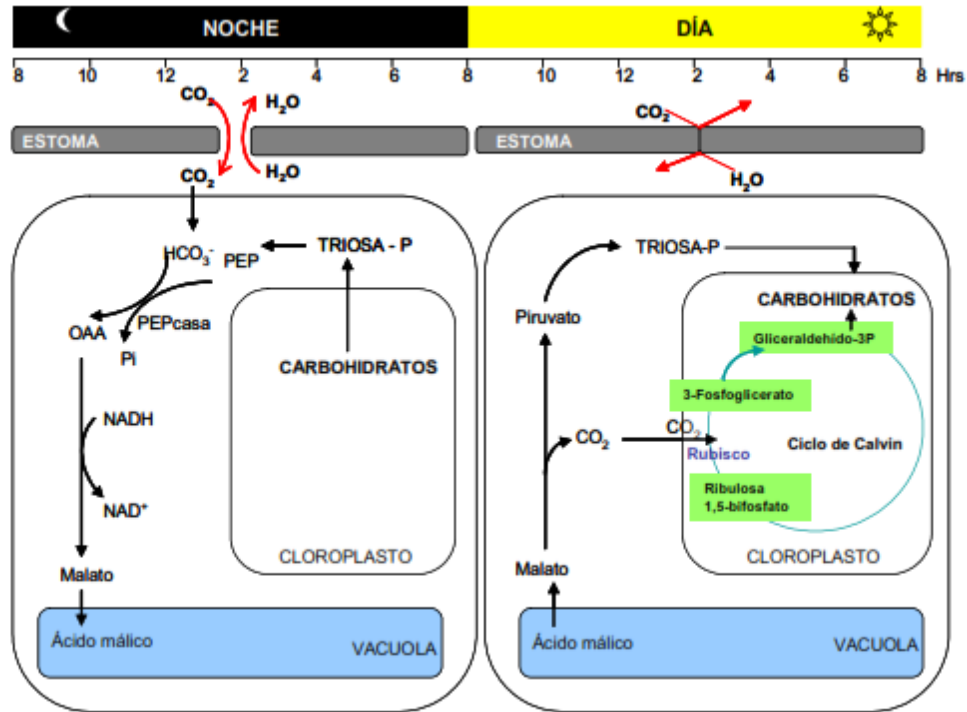 NOCHE
DÍA
8 10 12 2 4 8 10 12 2 4 6 8 Hrs
CO₂
H₂O
CO₂
ESTOMA
ESTOMA
CO₂
H₂O
H₂O
HCO₃⁻
PEP
TRIOSA - P
TRIOSA-P
OAA
PEPcasa
Pi
CARBOHIDRATOS
Piruvato
CARBOHIDRATOS
Gliceraldehido-3P
3-Fosfoglicerato
NADH
CO₂
CO₂
Rubisco
Ciclo de Calvin
NAD⁺
Ribulosa
1,5-bifosfato
CLOROPLASTO
CLOROPLASTO
Malato
Malato
Ácido málico
VACUOLA
Ácido málico
VACUOLA